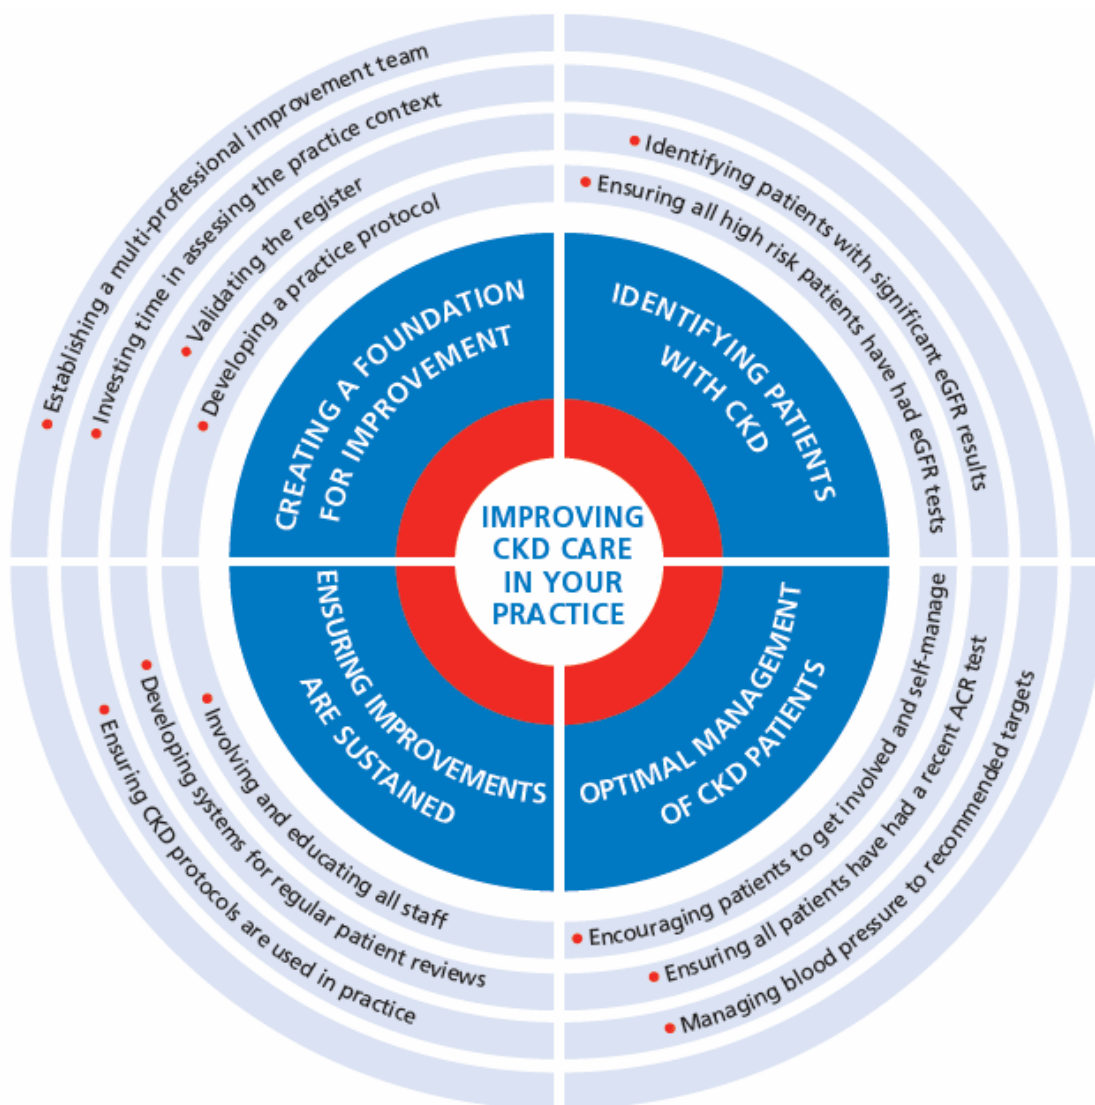 • Establishing a multi-professional improvement team
• Investing time in assessing the practice context
• Validating the register
• Developing a practice protocol
CREATING A FOUNDATION
FOR IMPROVEMENT
• Identifying patients with significant eGFR results
• Ensuring all high risk patients have had eGFR tests
IDENTIFYING PATIENTS
WITH CKD
IMPROVING
CKD CARE
IN YOUR
PRACTICE
ENSURING IMPROVEMENTS
ARE SUSTAINED
• Involving and educating all staff
• Developing systems for regular patient reviews
• Ensuring CKD protocols are used in practice
OPTIMAL MANAGEMENT
OF CKD PATIENTS
• Encouraging patients to get involved and self-manage
• Ensuring all patients have had a recent ACR test
• Managing blood pressure to recommended targets